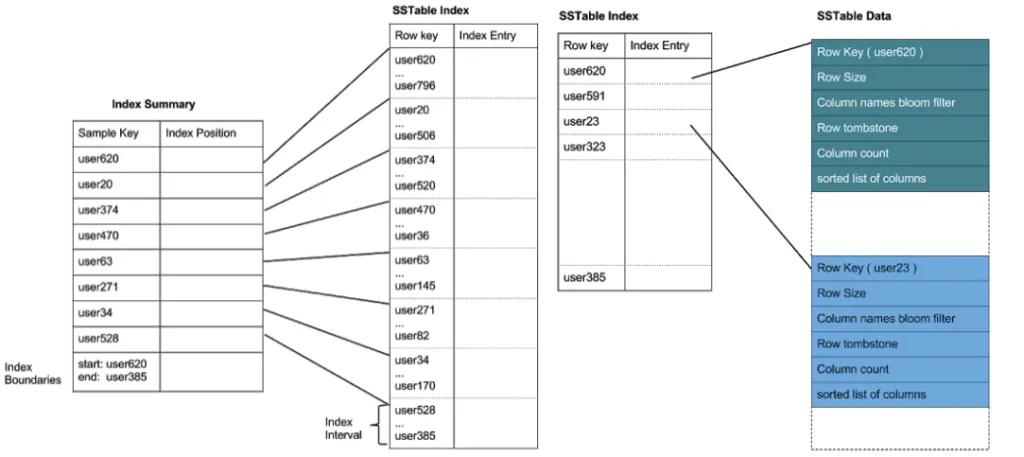 Index Summary
Sample Key Index Position
user620
user20
user374
user470
user63
user271
user34
user528
Index
Boundaries
start: user620
end: user385
SSTable Index
Row key Index Entry
user620
...
user796
user20
...
user506
user374
...
user520
user470
...
user36
user63
...
user145
user271
...
user82
user34
...
user170
Index
Interval
user528
...
user385
SSTable Index
Row key Index Entry
user620
user591
user23
user323
user385
SSTable Data
Row Key ( user620 )
Row Size
Column names bloom filter
Row tombstone
Column count
sorted list of columns
Row Key ( user23 )
Row Size
Column names bloom filter
Row tombstone
Column count
sorted list of columns